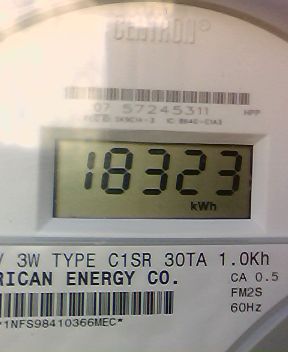 CENTRON®
07 57245311 HPP
18323
kWh
V 3W TYPE C1SR 30TA 1.0Kh
RICAN ENERGY CO. CA 0.5
FM2S
60Hz
*1NFS98410366MEC*